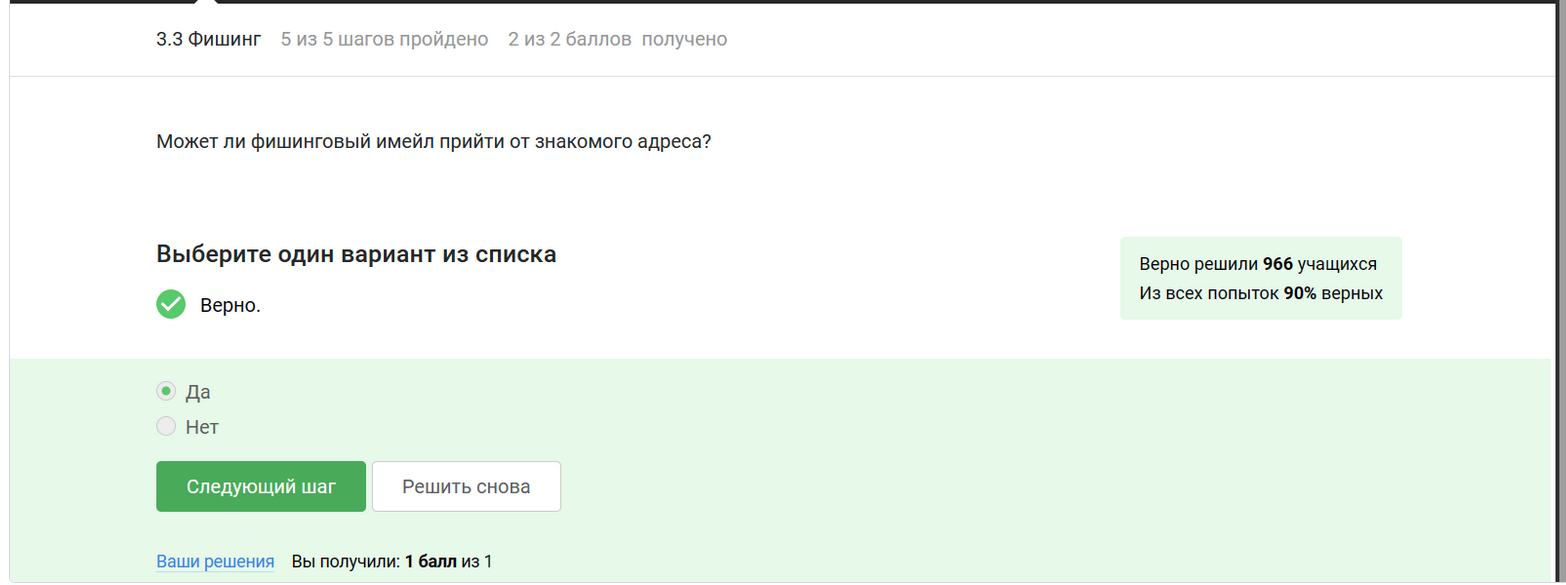 3.3 Фишинг 5 из 5 шагов пройдено 2 из 2 баллов получено
Может ли фишинговый имейл прийти от знакомого адреса?
Выберите один вариант из списка
Верно.
Верно решили 966 учащихся
Из всех попыток 90% верных
Да
Нет
Следующий шаг Решить снова
Ваши решения Вы получили: 1 балл из 1